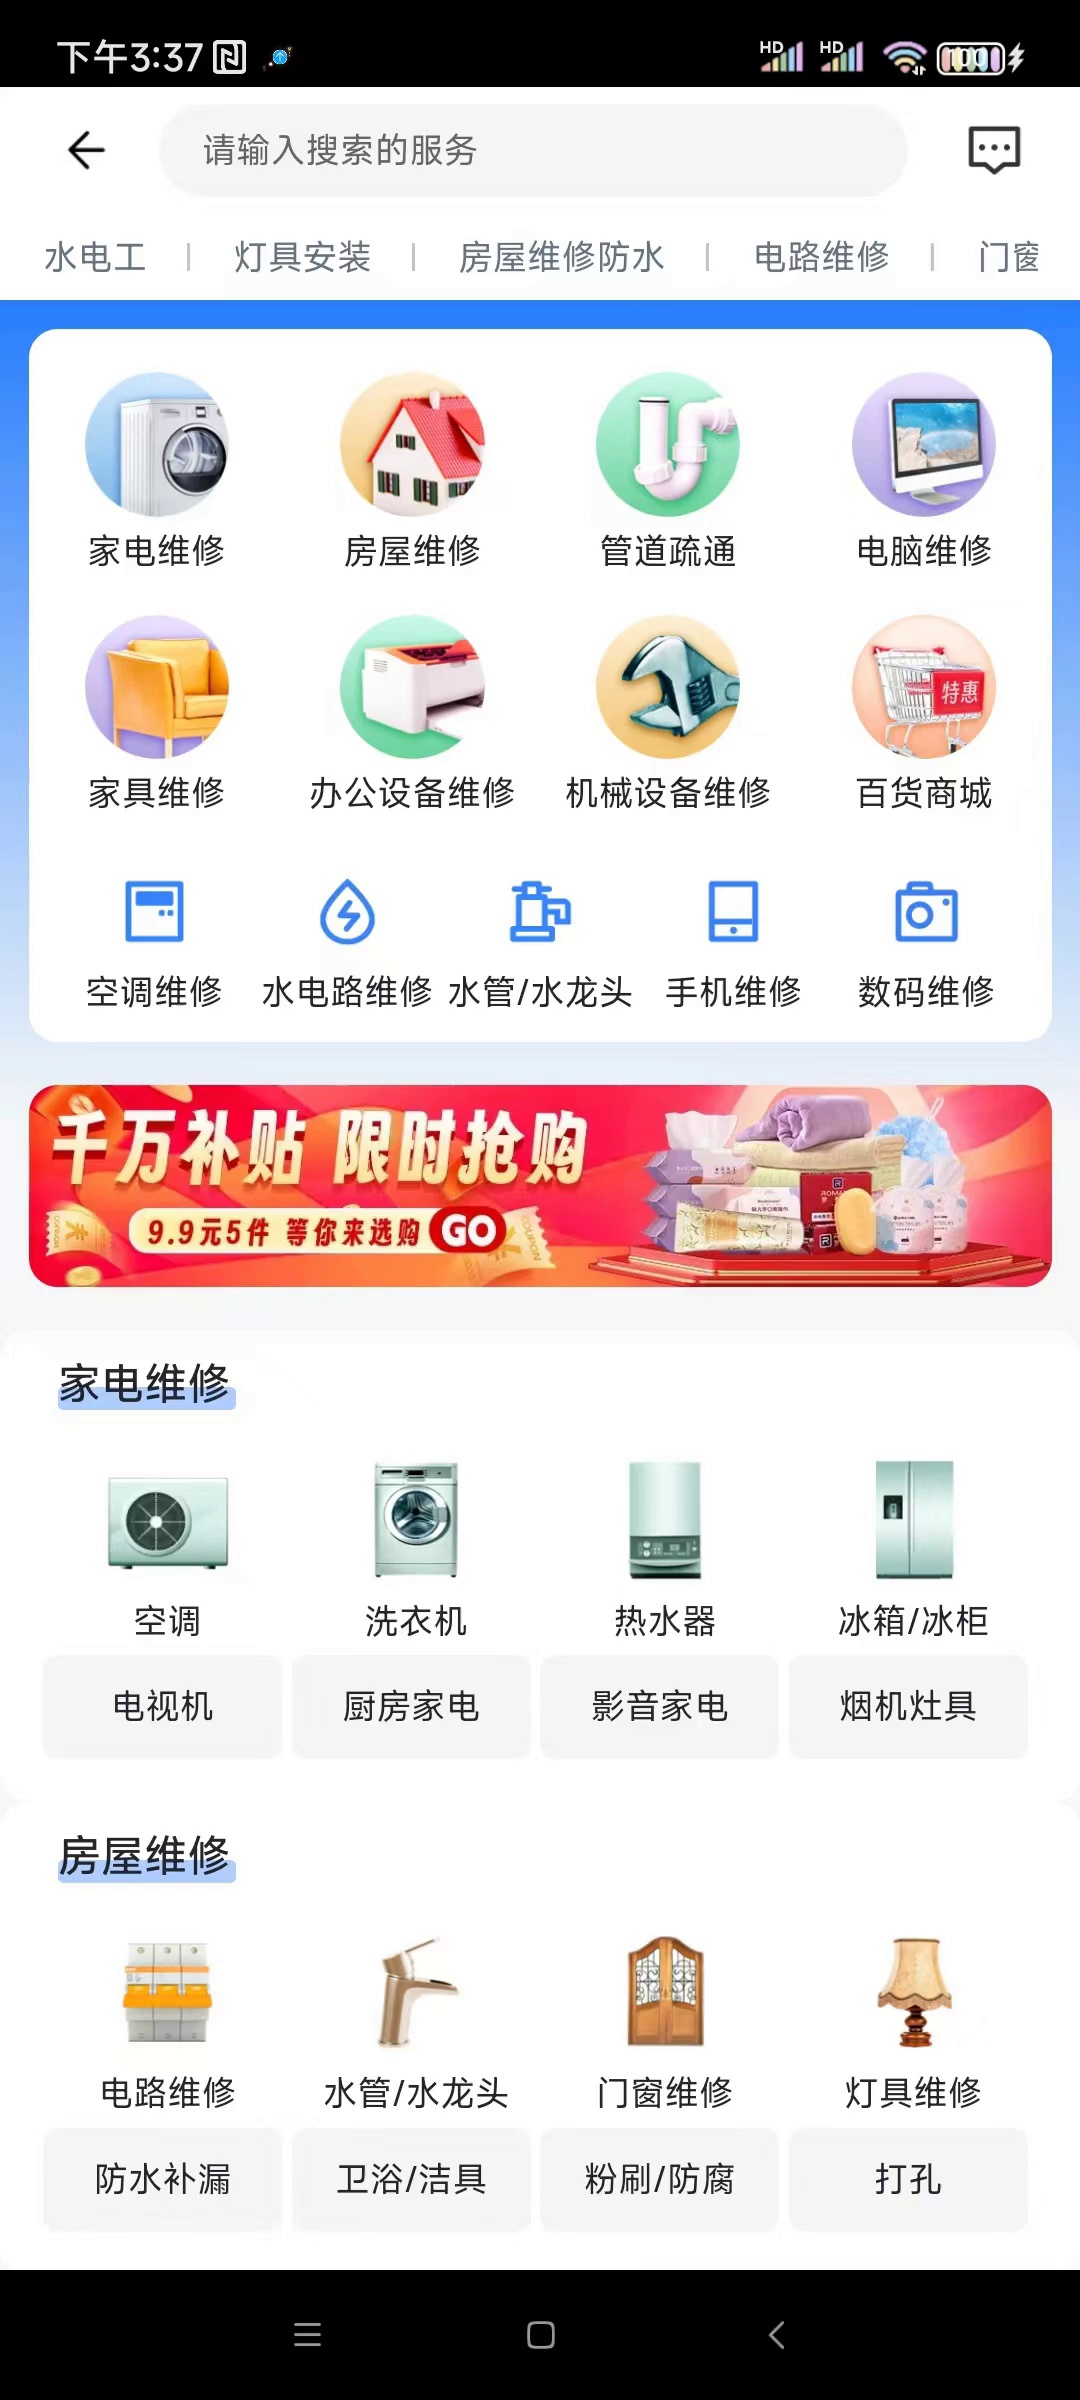 下午3:37
HD HD 100
请输入搜索的服务
水电工 | 灯具安装 | 房屋维修防水 | 电路维修 | 门窗
家电维修 房屋维修 管道疏通 电脑维修
特惠
家具维修 办公设备维修 机械设备维修 百货商城
空调维修 水电路维修 水管/水龙头 手机维修 数码维修
千万补贴 限时抢购
9.9元5件 等你来选购 GO
家电维修
空调 洗衣机 热水器 冰箱/冰柜
电视机 厨房家电 影音家电 烟机灶具
房屋维修
电路维修 水管/水龙头 门窗维修 灯具维修
防水补漏 卫浴/洁具 粉刷/防腐 打孔